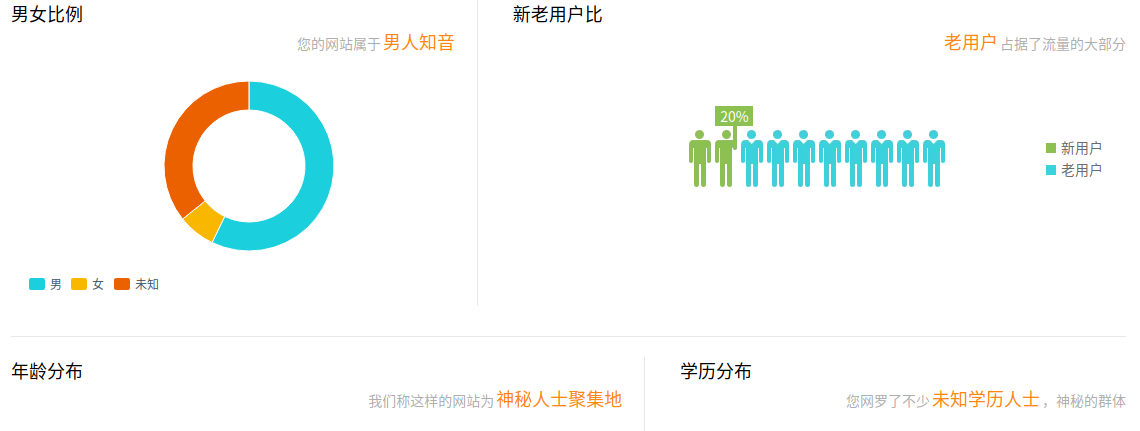 男女比例
您的网站属于 男人知音
男 女 未知
新老用户比
老用户 占据了流量的大部分
20%
新用户
老用户
年龄分布
我们称这样的网站为 神秘人士聚集地
学历分布
您网罗了不少 未知学历人士 ，神秘的群体